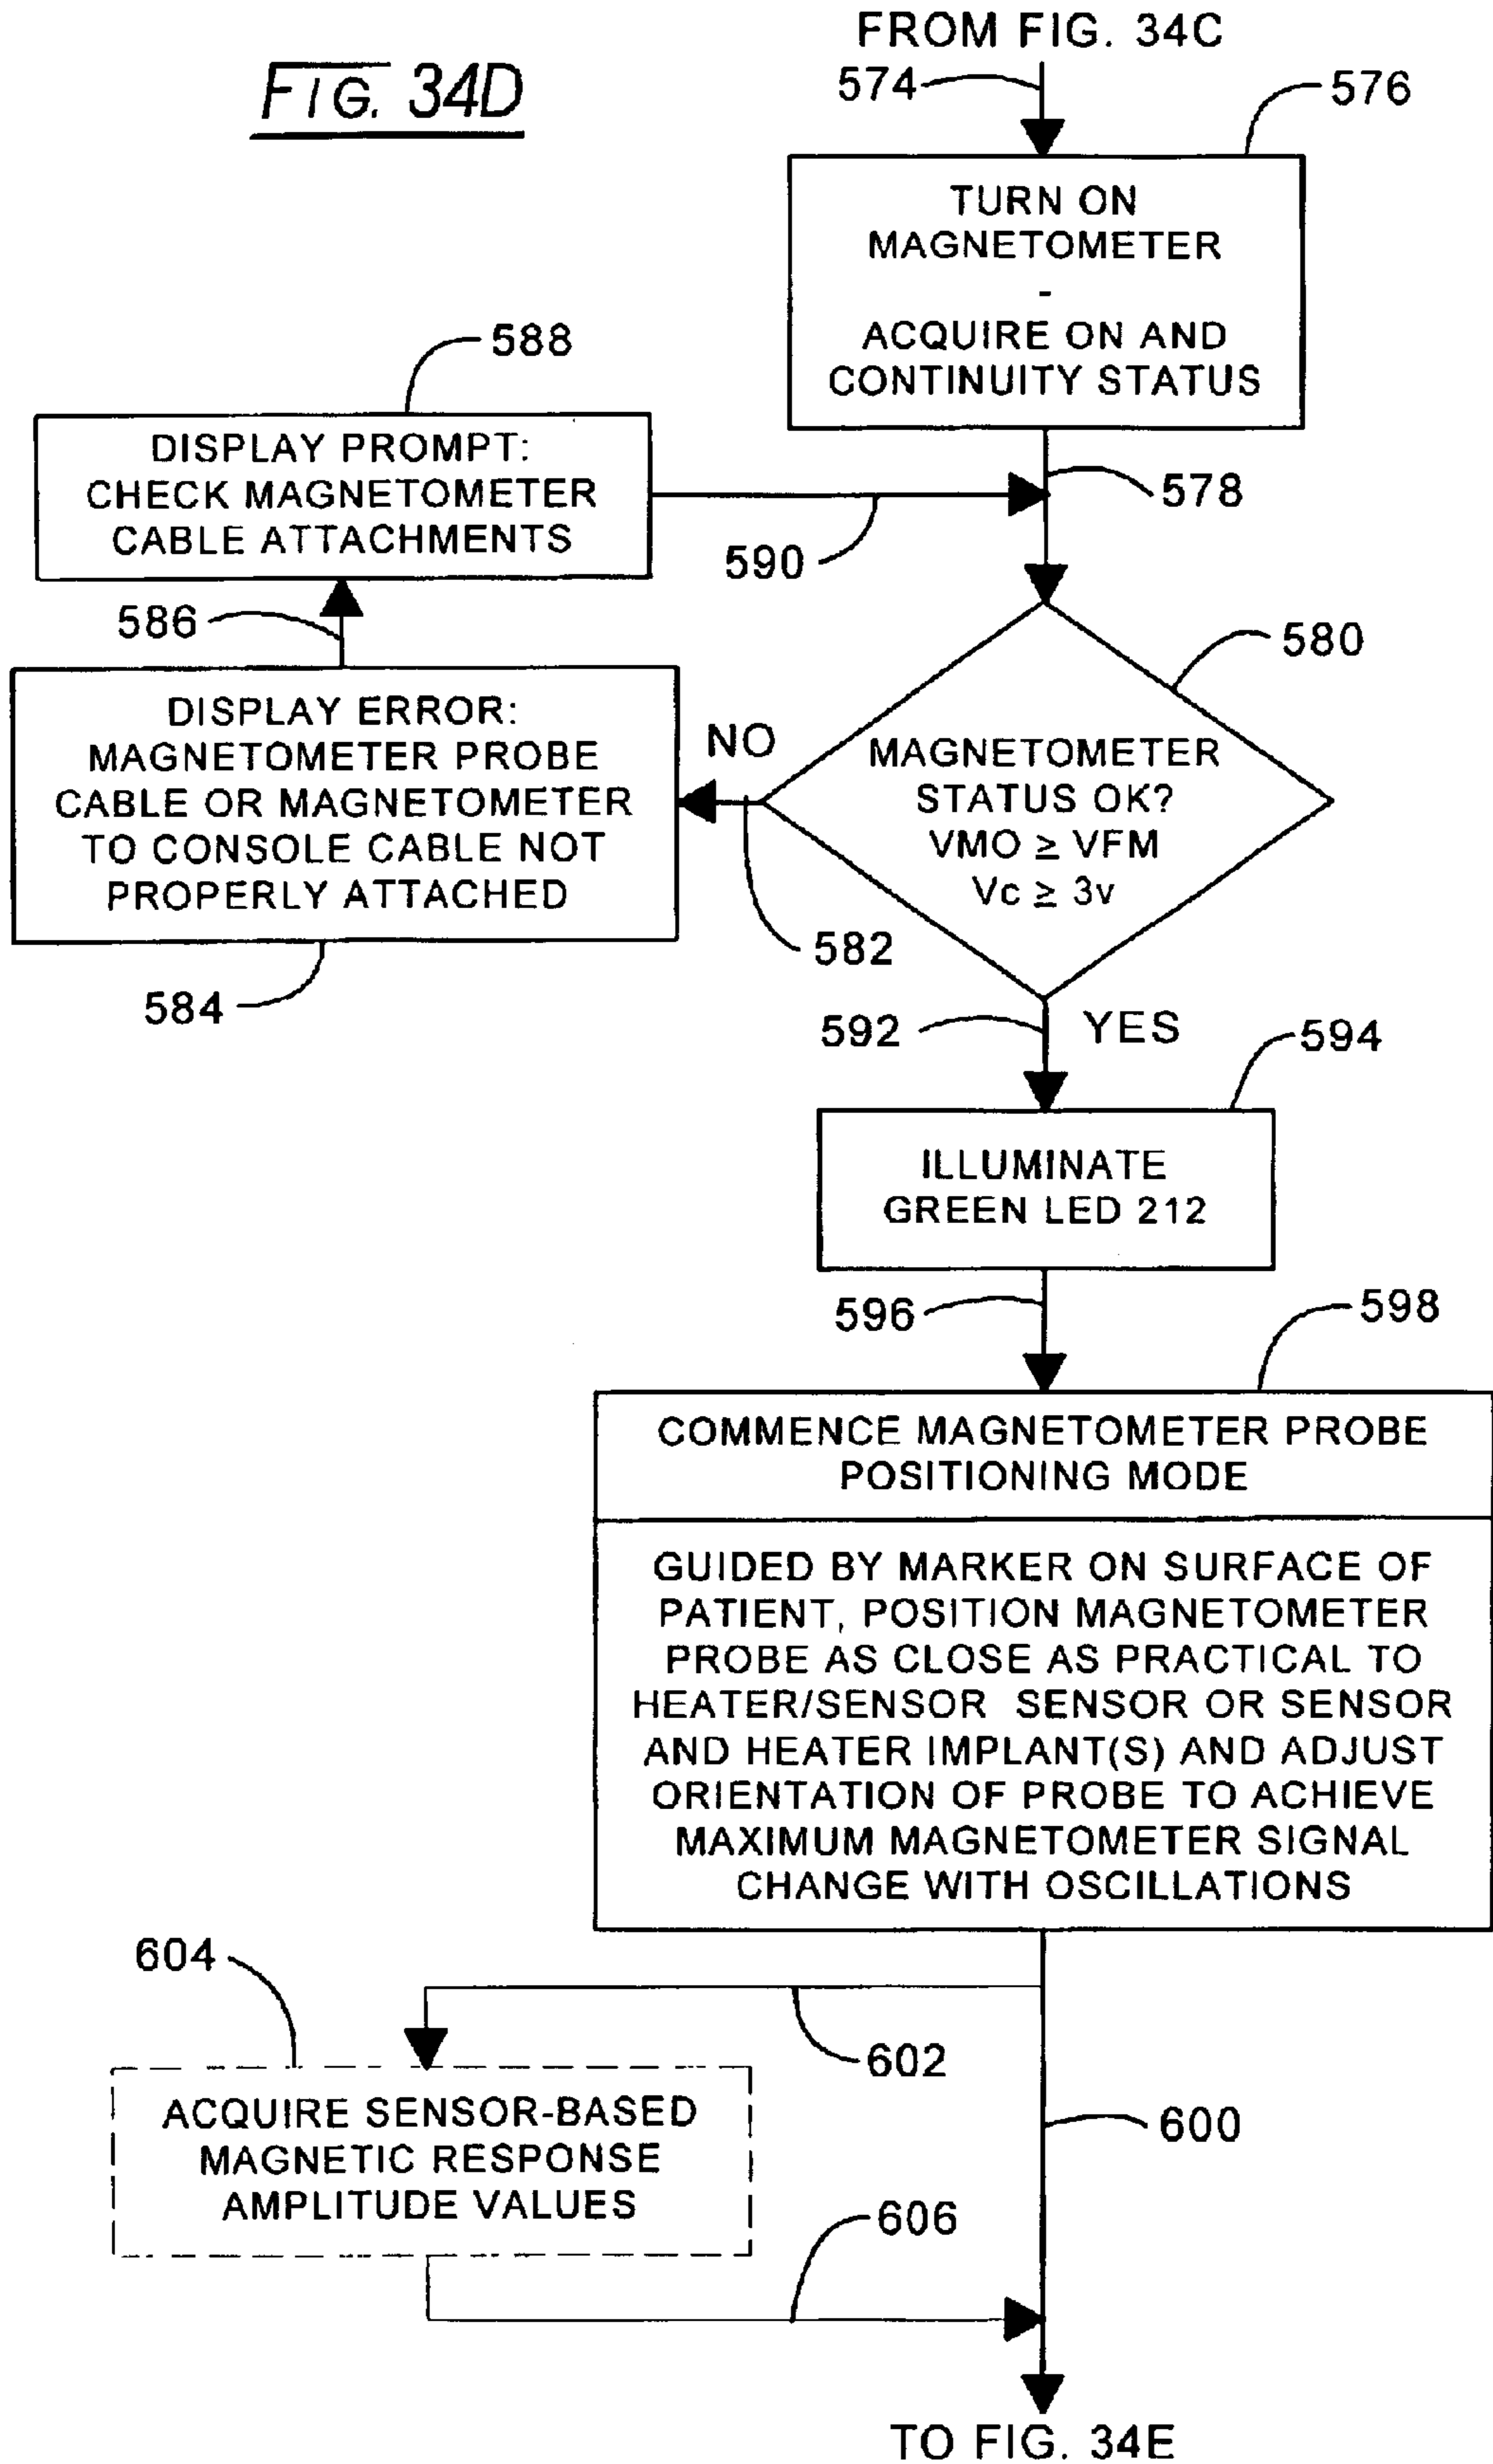 FIG. 34D
FROM FIG. 34C
574
576
TURN ON
MAGNETOMETER
-
ACQUIRE ON AND
CONTINUITY STATUS
588
DISPLAY PROMPT:
CHECK MAGNETOMETER
CABLE ATTACHMENTS
578
590
586
580
DISPLAY ERROR:
MAGNETOMETER PROBE
CABLE OR MAGNETOMETER
TO CONSOLE CABLE NOT
PROPERLY ATTACHED
NO
MAGNETOMETER
STATUS OK?
VMO ≥ VFM
Vc ≥ 3v
582
584
592
YES
594
ILLUMINATE
GREEN LED 212
596
598
COMMENCE MAGNETOMETER PROBE
POSITIONING MODE
GUIDED BY MARKER ON SURFACE OF
PATIENT, POSITION MAGNETOMETER
PROBE AS CLOSE AS PRACTICAL TO
HEATER/SENSOR SENSOR OR SENSOR
AND HEATER IMPLANT(S) AND ADJUST
ORIENTATION OF PROBE TO ACHIEVE
MAXIMUM MAGNETOMETER SIGNAL
CHANGE WITH OSCILLATIONS
604
602
ACQUIRE SENSOR-BASED
MAGNETIC RESPONSE
AMPLITUDE VALUES
600
606
TO FIG. 34E